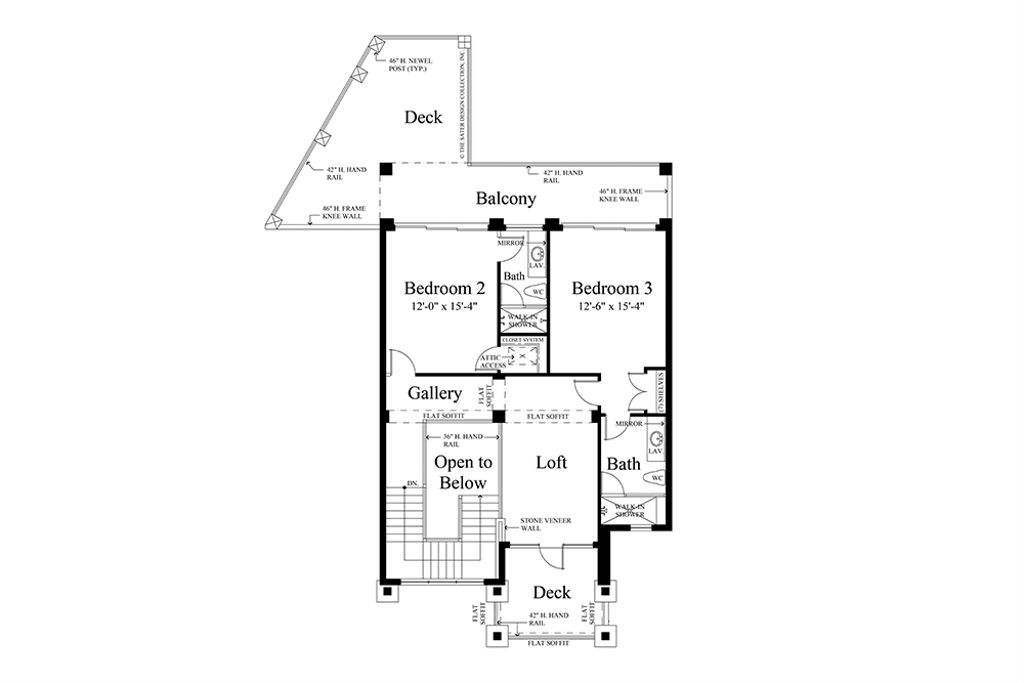 46" H. NEWEL
POST (TYP.)
© THE SATER DESIGN COLLECTION, INC.
Deck
42" H. HAND
RAIL
42" H. HAND
RAIL
46" H. FRAME
KNEE WALL
Balcony
46" H. FRAME
KNEE WALL
MIRROR
LAV.
Bath
WC
Bedroom 2
12'-0" x 15'-4"
Bedroom 3
12'-6" x 15'-4"
WALK-IN
SHOWER
CLOSET SYSTEM
ATTIC
ACCESS
Gallery
FLAT
SOFFIT
(7) SHELVES
FLAT SOFFIT
FLAT SOFFIT
MIRROR
36" H. HAND
RAIL
LAV.
Open to
Below
Loft
Bath
WC
DN.
WALK-IN
SHOWER
STONE VENEER
WALL
Deck
FLAT
SOFFIT
FLAT
SOFFIT
42" H. HAND
RAIL
FLAT SOFFIT